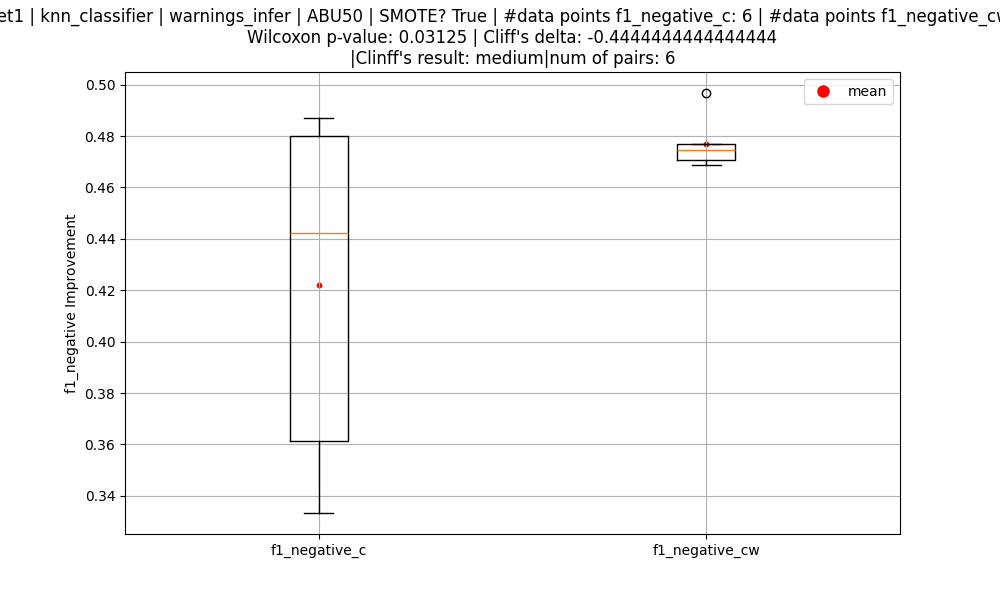 | knn_classifier | warnings_infer | ABU50 | SMOTE? True | #data points f1_negative_c: 6 | #data points
Wilcoxon p-value: 0.03125 | Cliff's delta: -0.4444444444444444
|Clinff's result: medium|num of pairs: 6
mean
0.50
0.48
0.46
0.44
0.42
0.40
0.38
0.36
0.34
f1_negative Improvement
f1_negative_c
f1_negative_cw